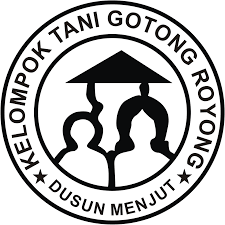 KELOMPOK TANI GOTONG ROYONG
DUSUN MENJUT